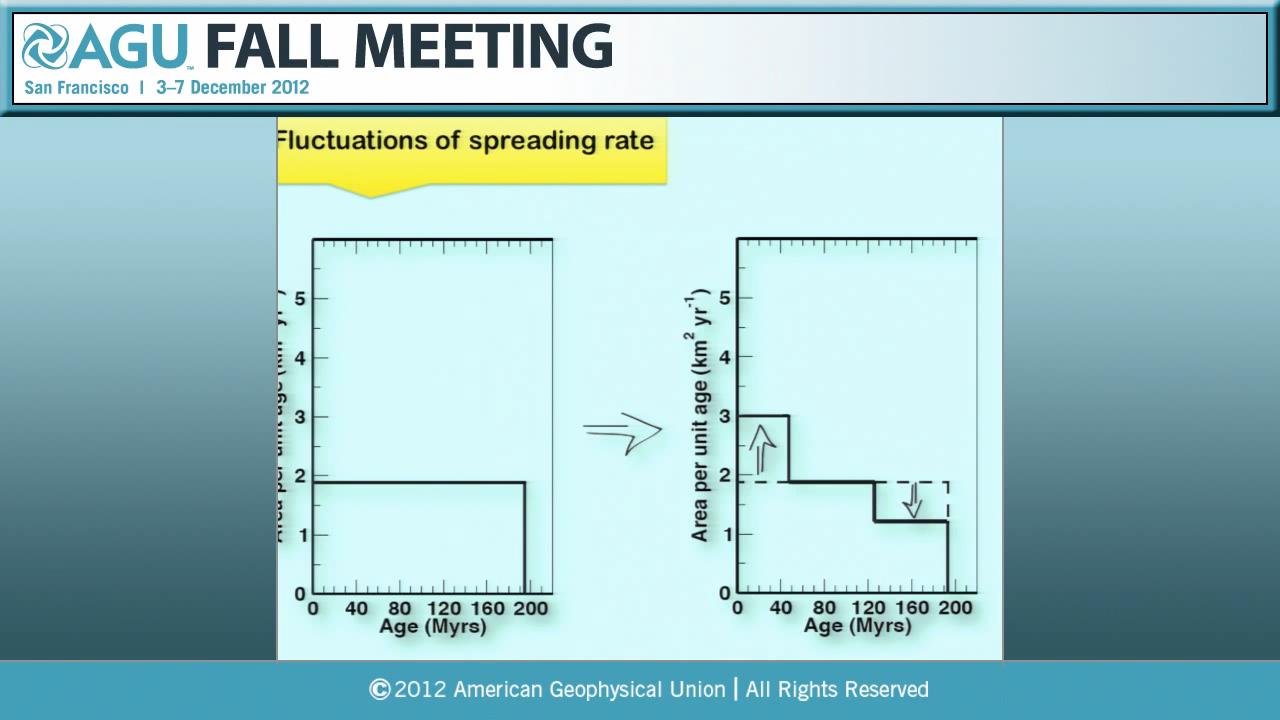 AGU™ FALL MEETING
San Francisco | 3–7 December 2012
Fluctuations of spreading rate
5
4
3
2
1
0
0 40 80 120 160 200
Age (Myrs)
Area per unit age (km² yr⁻¹)
5
4
3
2
1
0
0 40 80 120 160 200
Age (Myrs)
©2012 American Geophysical Union | All Rights Reserved